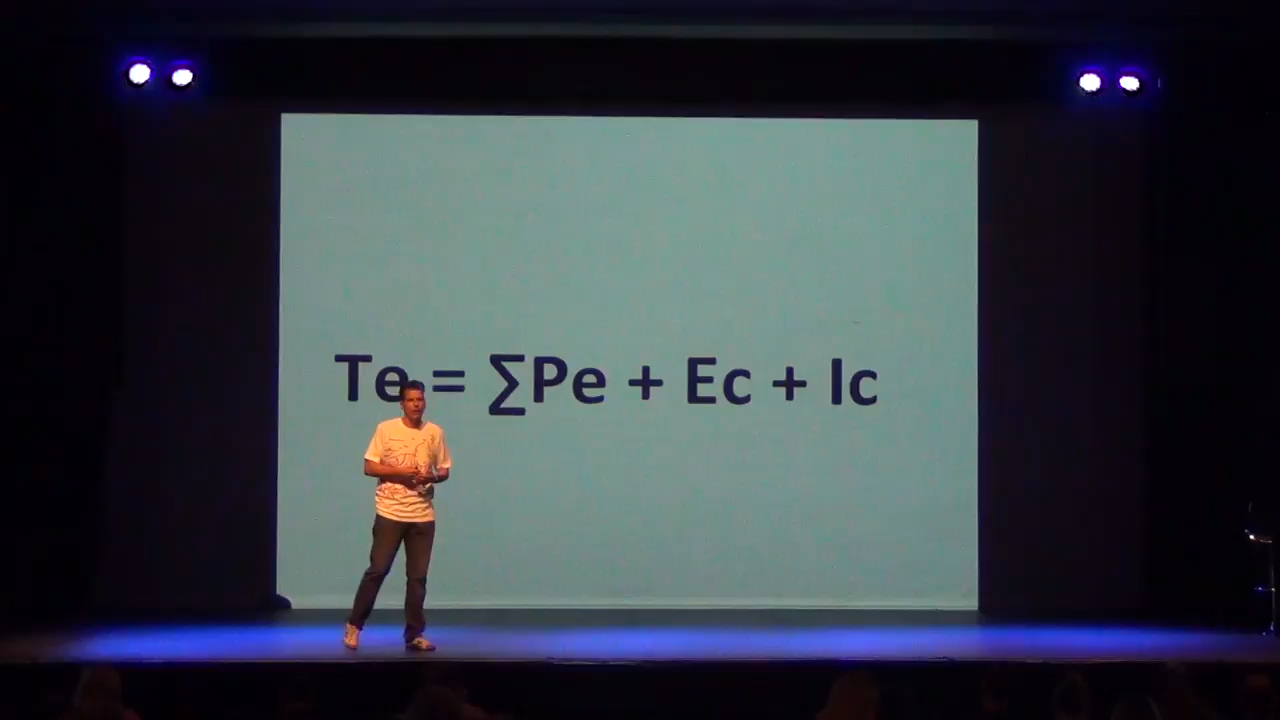 Te = ∑Pe + Ec + Ic